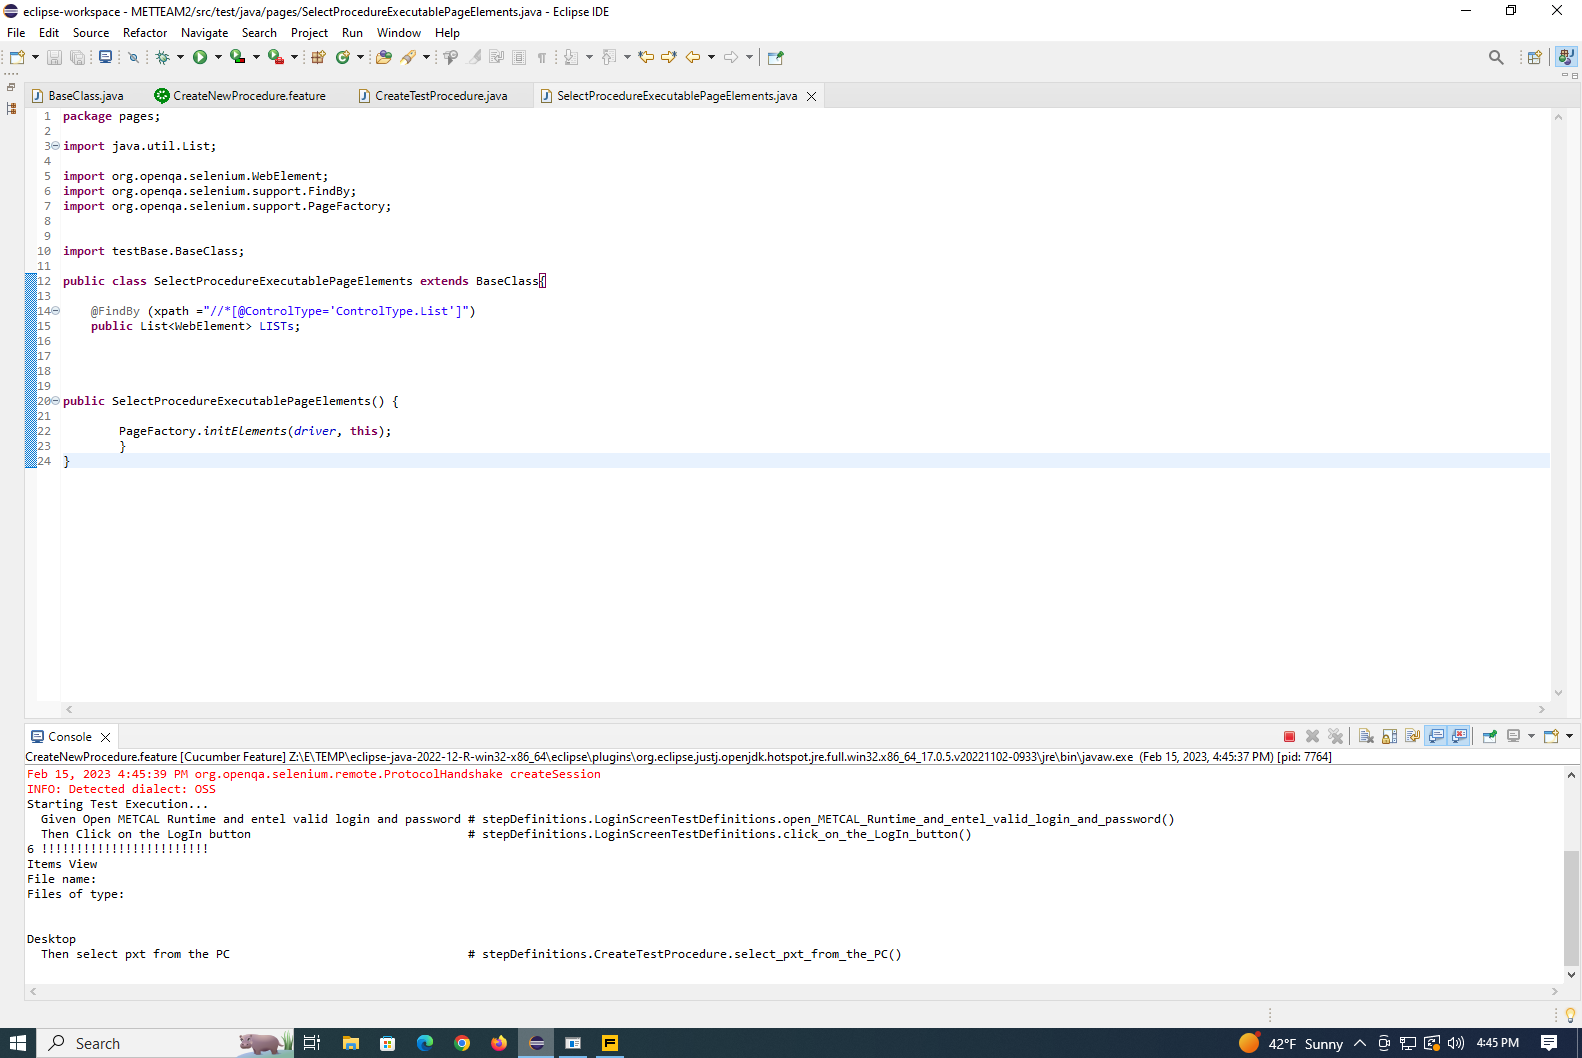 eclipse-workspace - METTEAM2/src/test/java/pages/SelectProcedureExecutablePageElements.java - Eclipse IDE
File Edit Source Refactor Navigate Search Project Run Window Help
BaseClass.java CreateNewProcedure.feature CreateTestProcedure.java SelectProcedureExecutablePageElements.java
1 package pages;
2
3 import java.util.List;
4
5 import org.openqa.selenium.WebElement;
6 import org.openqa.selenium.support.FindBy;
7 import org.openqa.selenium.support.PageFactory;
8
9
10 import testBase.BaseClass;
11
12 public class SelectProcedureExecutablePageElements extends BaseClass{
13
14 @FindBy (xpath ="//*[@ControlType='ControlType.List']")
15 public List<WebElement> LISTs;
16
17
18
19
20 public SelectProcedureExecutablePageElements() {
21
22 PageFactory.initElements(driver, this);
23 }
24 }
Console
CreateNewProcedure.feature [Cucumber Feature] Z:\E\TEMP\eclipse-java-2022-12-R-win32-x86_64\eclipse\plugins\org.eclipse.justj.openjdk.hotspot.jre.full.win32.x86_64_17.0.5.v20221102-0933\jre\bin\javaw.exe (Feb 15, 2023, 4:45:37 PM) [pid: 7764]
Feb 15, 2023 4:45:39 PM org.openqa.selenium.remote.ProtocolHandshake createSession
INFO: Detected dialect: OSS
Starting Test Execution...
Given Open METCAL Runtime and entel valid login and password # stepDefinitions.LoginScreenTestDefinitions.open_METCAL_Runtime_and_entel_valid_login_and_password()
Then Click on the LogIn button # stepDefinitions.LoginScreenTestDefinitions.click_on_the_LogIn_button()
6 !!!!!!!!!!!!!!!!!!!!!!!!
Items View
File name:
Files of type:
Desktop
Then select pxt from the PC # stepDefinitions.CreateTestProcedure.select_pxt_from_the_PC()
Search
42°F Sunny
4:45 PM